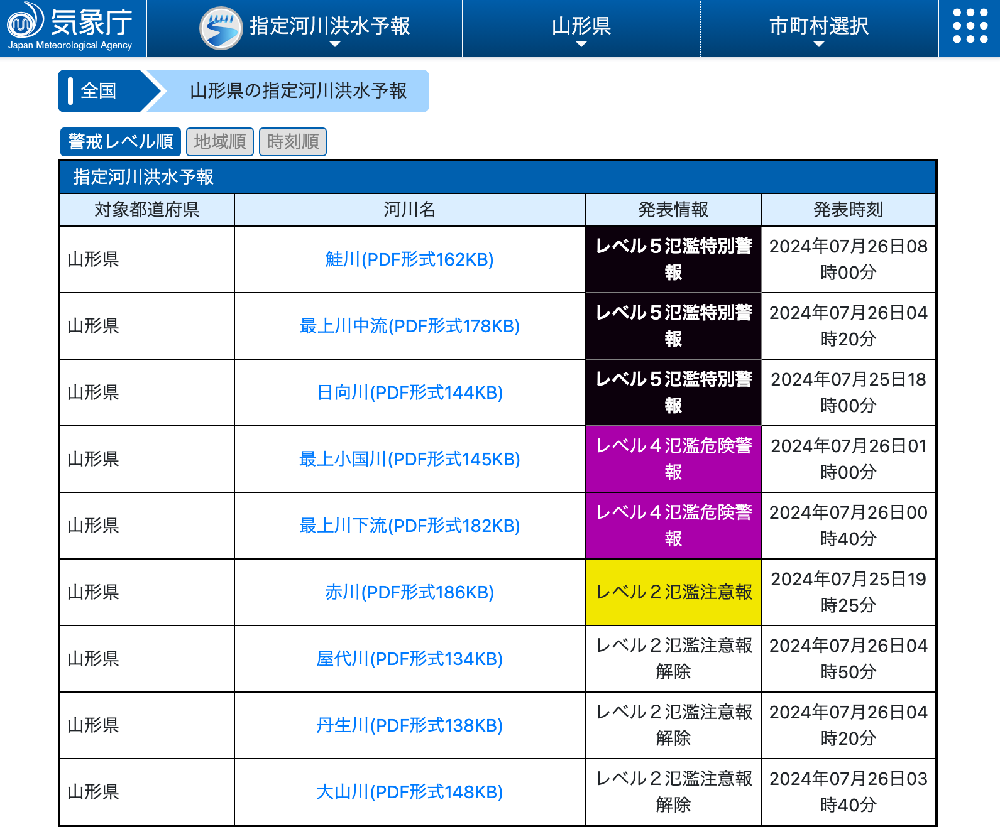 気象庁
Japan Meteorological Agency
指定河川洪水予報
山形県
市町村選択
全国
山形県の指定河川洪水予報
警戒レベル順
地域順
時刻順
指定河川洪水予報
対象都道府県
河川名
発表情報
発表時刻
山形県
鮭川(PDF形式162KB)
レベル５氾濫特別警
報
2024年07月26日08
時00分
山形県
最上川中流(PDF形式178KB)
レベル５氾濫特別警
報
2024年07月26日04
時20分
山形県
日向川(PDF形式144KB)
レベル５氾濫特別警
報
2024年07月25日18
時00分
山形県
最上小国川(PDF形式145KB)
レベル４氾濫危険警
報
2024年07月26日01
時00分
山形県
最上川下流(PDF形式182KB)
レベル４氾濫危険警
報
2024年07月26日00
時40分
山形県
赤川(PDF形式186KB)
レベル２氾濫注意報
2024年07月25日19
時25分
山形県
屋代川(PDF形式134KB)
レベル２氾濫注意報
解除
2024年07月26日04
時50分
山形県
丹生川(PDF形式138KB)
レベル２氾濫注意報
解除
2024年07月26日04
時20分
山形県
大山川(PDF形式148KB)
レベル２氾濫注意報
解除
2024年07月26日03
時40分